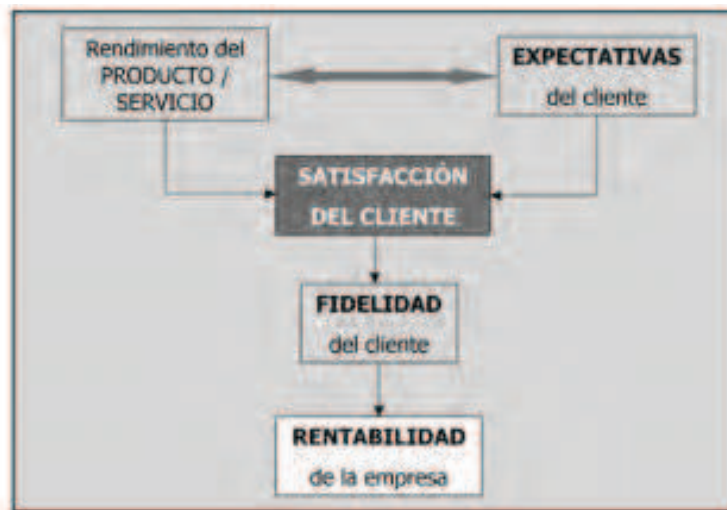 Rendimiento del
PRODUCTO /
SERVICIO
EXPECTATIVAS
del cliente
SATISFACCIÓN
DEL CLIENTE
FIDELIDAD
del cliente
RENTABILIDAD
de la empresa